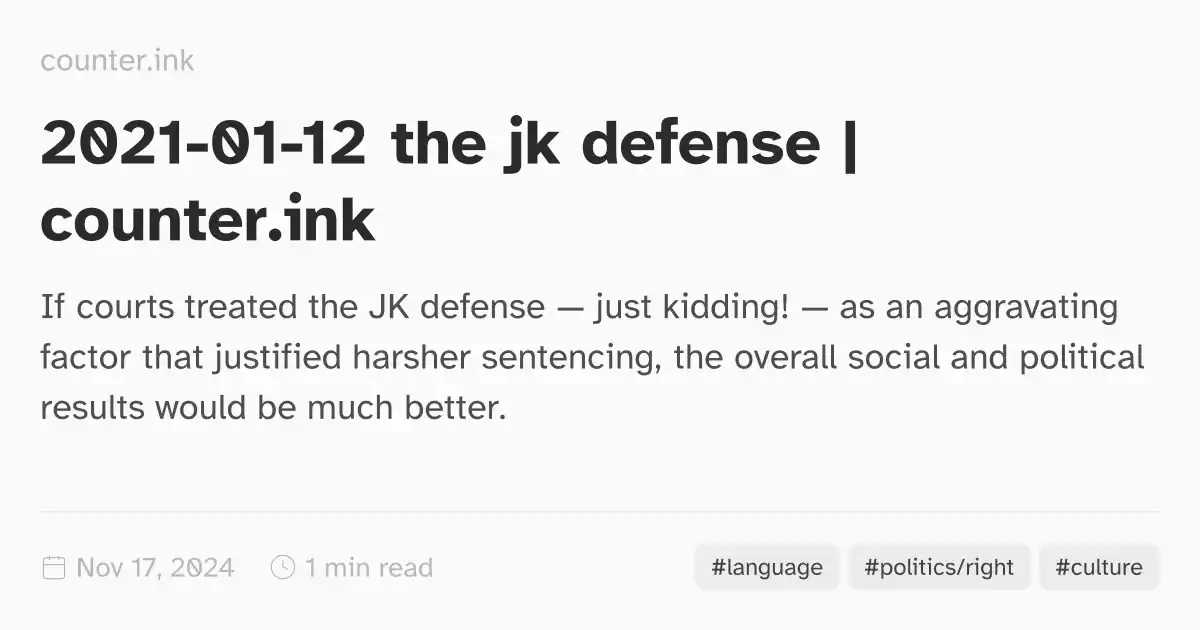 counter.ink
2021-01-12 the jk defense |
counter.ink
If courts treated the JK defense — just kidding! — as an aggravating
factor that justified harsher sentencing, the overall social and political
results would be much better.
Nov 17, 2024 1 min read #language #politics/right #culture